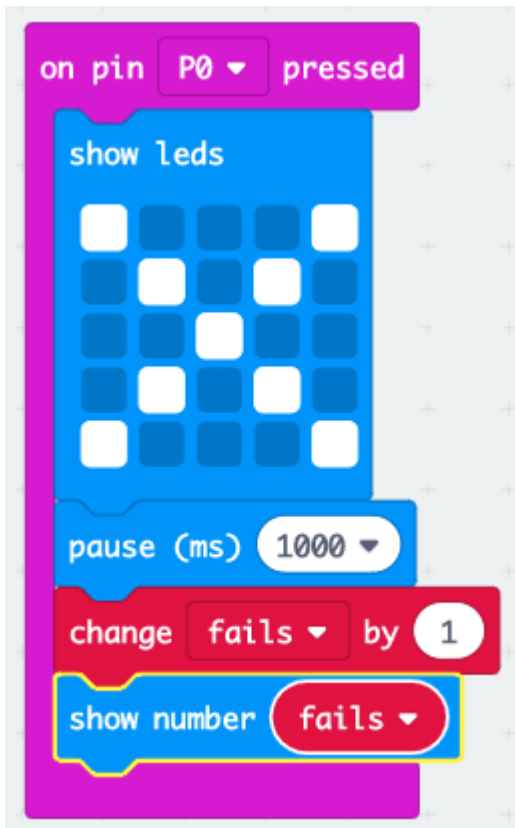 on pin P0 pressed
show leds
pause (ms) 1000
change fails by 1
show number fails